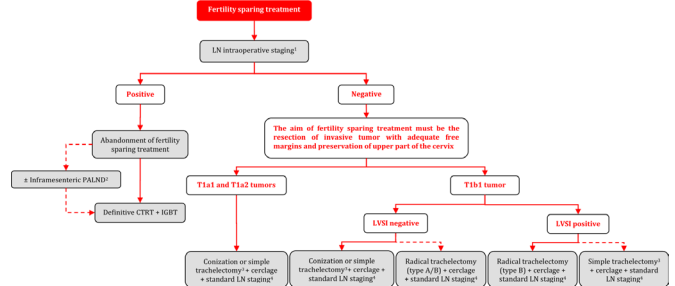 Fertility sparing treatment
LN intraoperative staging¹
Positive
Negative
Abandonment of fertility
sparing treatment
The aim of fertility sparing treatment must be the
resection of invasive tumor with adequate free
margins and preservation of upper part of the cervix
± Inframesenteric PALND²
T1a1 and T1a2 tumors
T1b1 tumor
Definitive CTRT + IGBT
LVSI negative
LVSI positive
Conization or simple
trachelectomy³ + cerclage
+ standard LN staging⁴
Conization or simple
trachelectomy³+ cerclage +
standard LN staging⁴
Radical trachelectomy
(type A/B) + cerclage
+ standard LN staging⁴
Radical trachelectomy
(type B) + cerclage +
standard LN staging⁴
Simple trachelectomy³
+ cerclage + standard
LN staging⁴